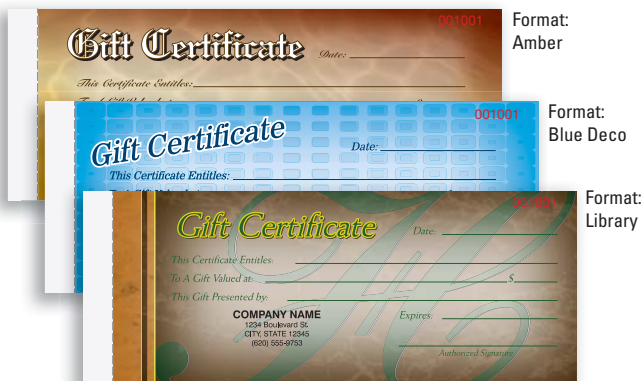 001001
Gift Certificate
Date:
This Certificate Entitles:
Format:
Amber
001001
Gift Certificate
Date:
This Certificate Entitles:
Format:
Blue Deco
001001
Gift Certificate
Date:
This Certificate Entitles:
To A Gift Valued at:
$
This Gift Presented by:
COMPANY NAME
1234 Boulevard St.
CITY, STATE 12345
(620) 555-9753
Expires:
Authorized Signature
Format:
Library